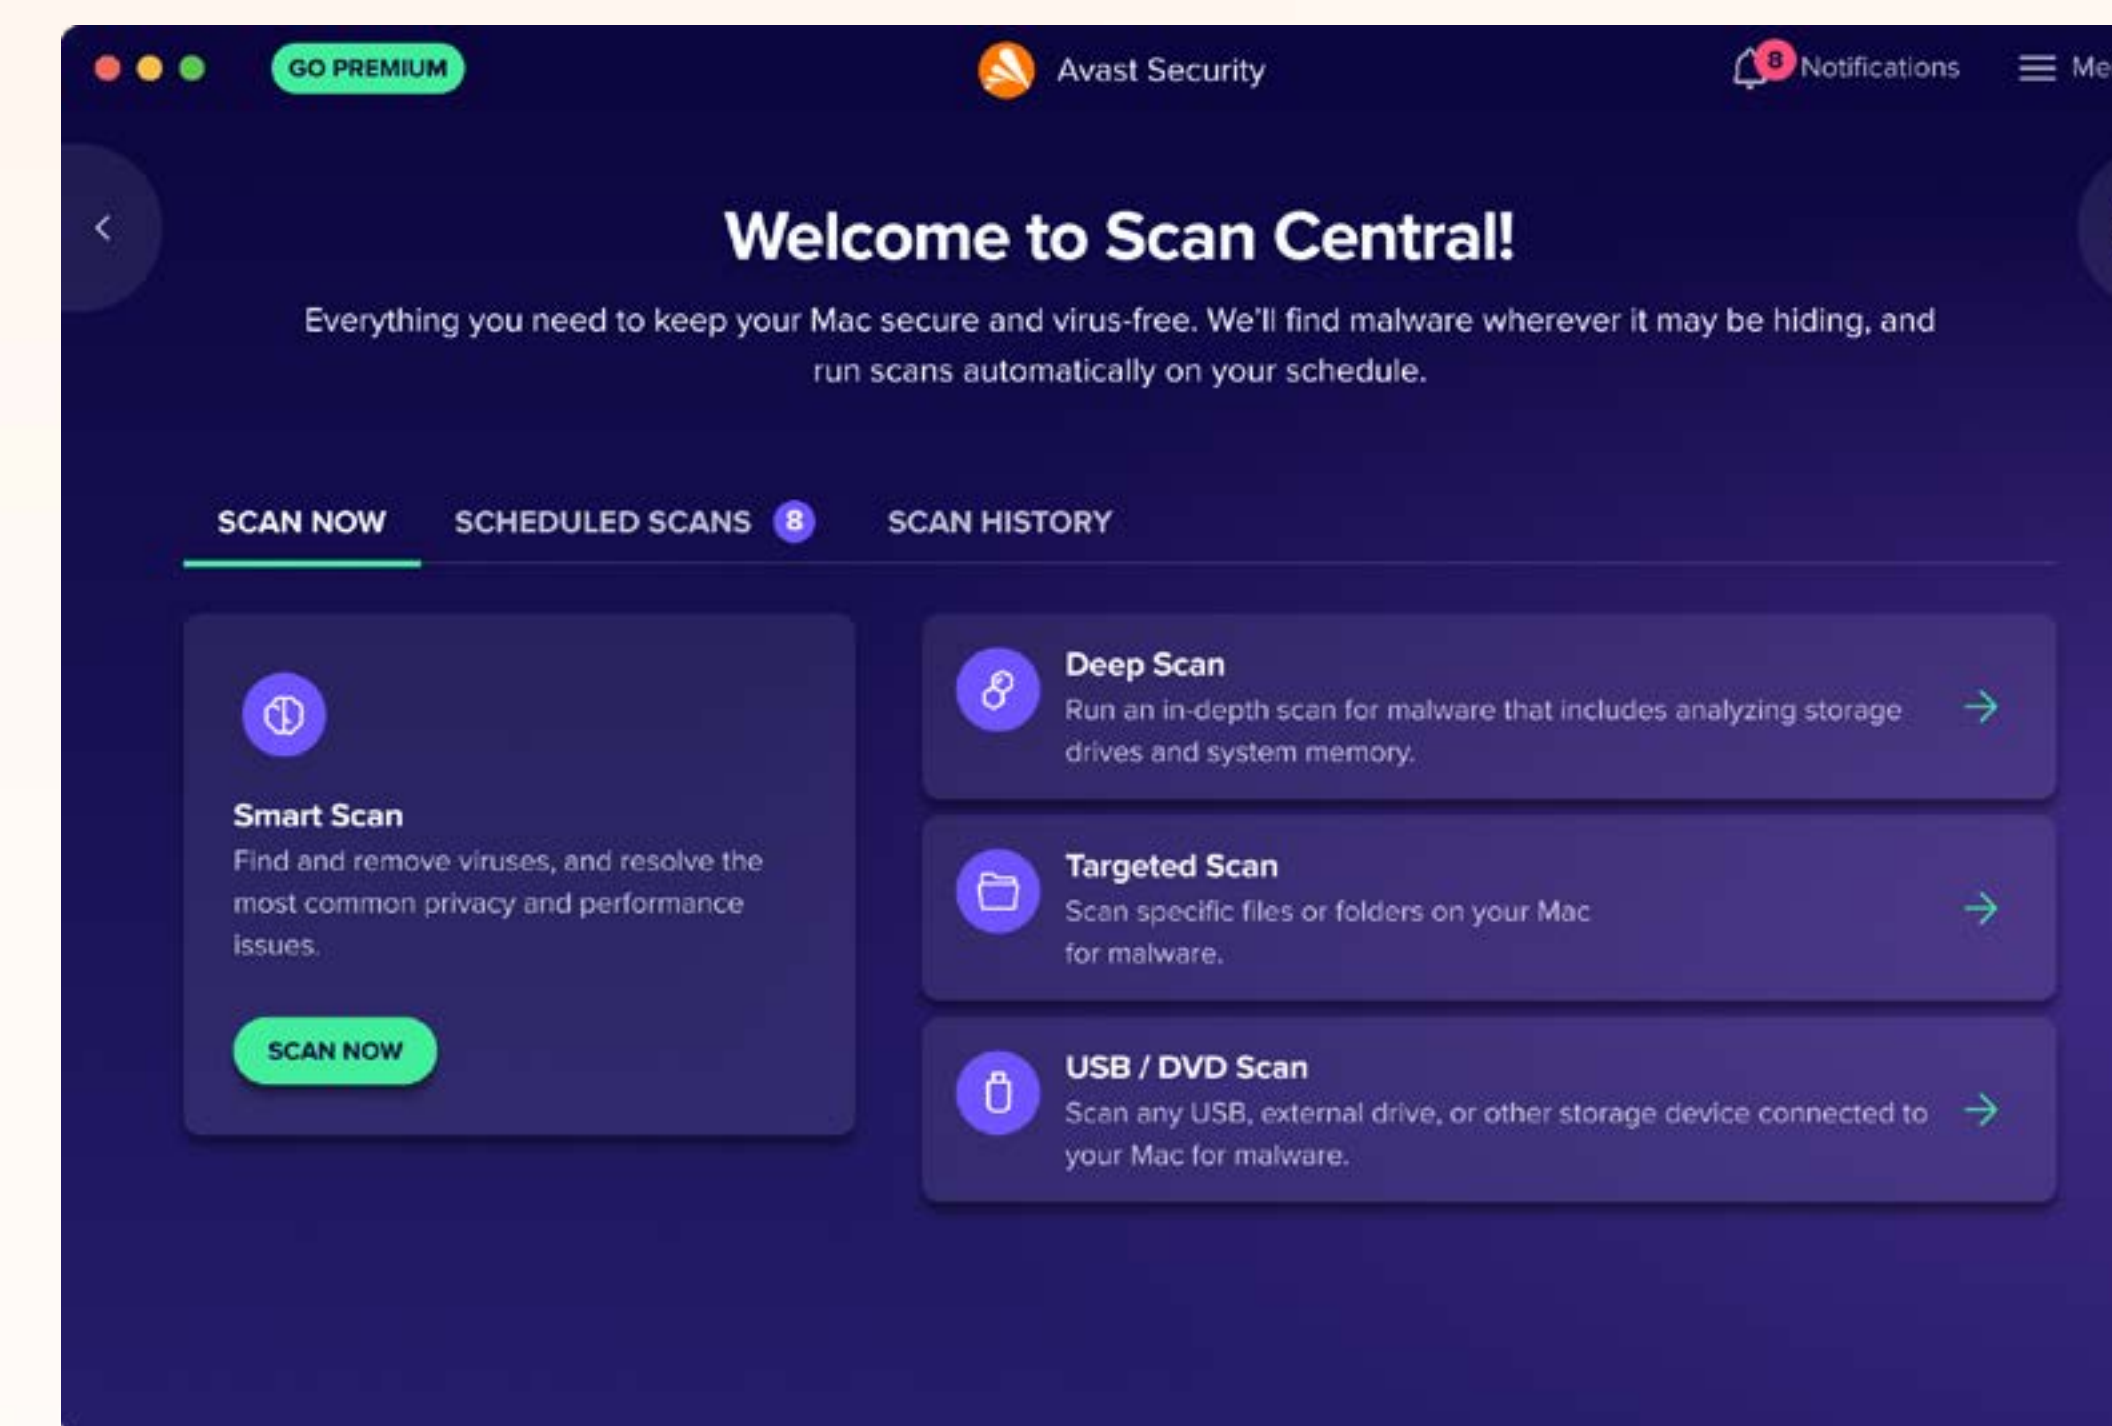 GO PREMIUM
Avast Security
8
Notifications
Welcome to Scan Central!
Everything you need to keep your Mac secure and virus-free. We'll find malware wherever it may be hiding, and
run scans automatically on your schedule.
SCAN NOW
SCHEDULED SCANS 8
SCAN HISTORY
Smart Scan
Find and remove viruses, and resolve the
most common privacy and performance
issues.
SCAN NOW
Deep Scan
Run an in-depth scan for malware that includes analyzing storage
drives and system memory.
Targeted Scan
Scan specific files or folders on your Mac
for malware.
USB / DVD Scan
Scan any USB, external drive, or other storage device connected to
your Mac for malware.